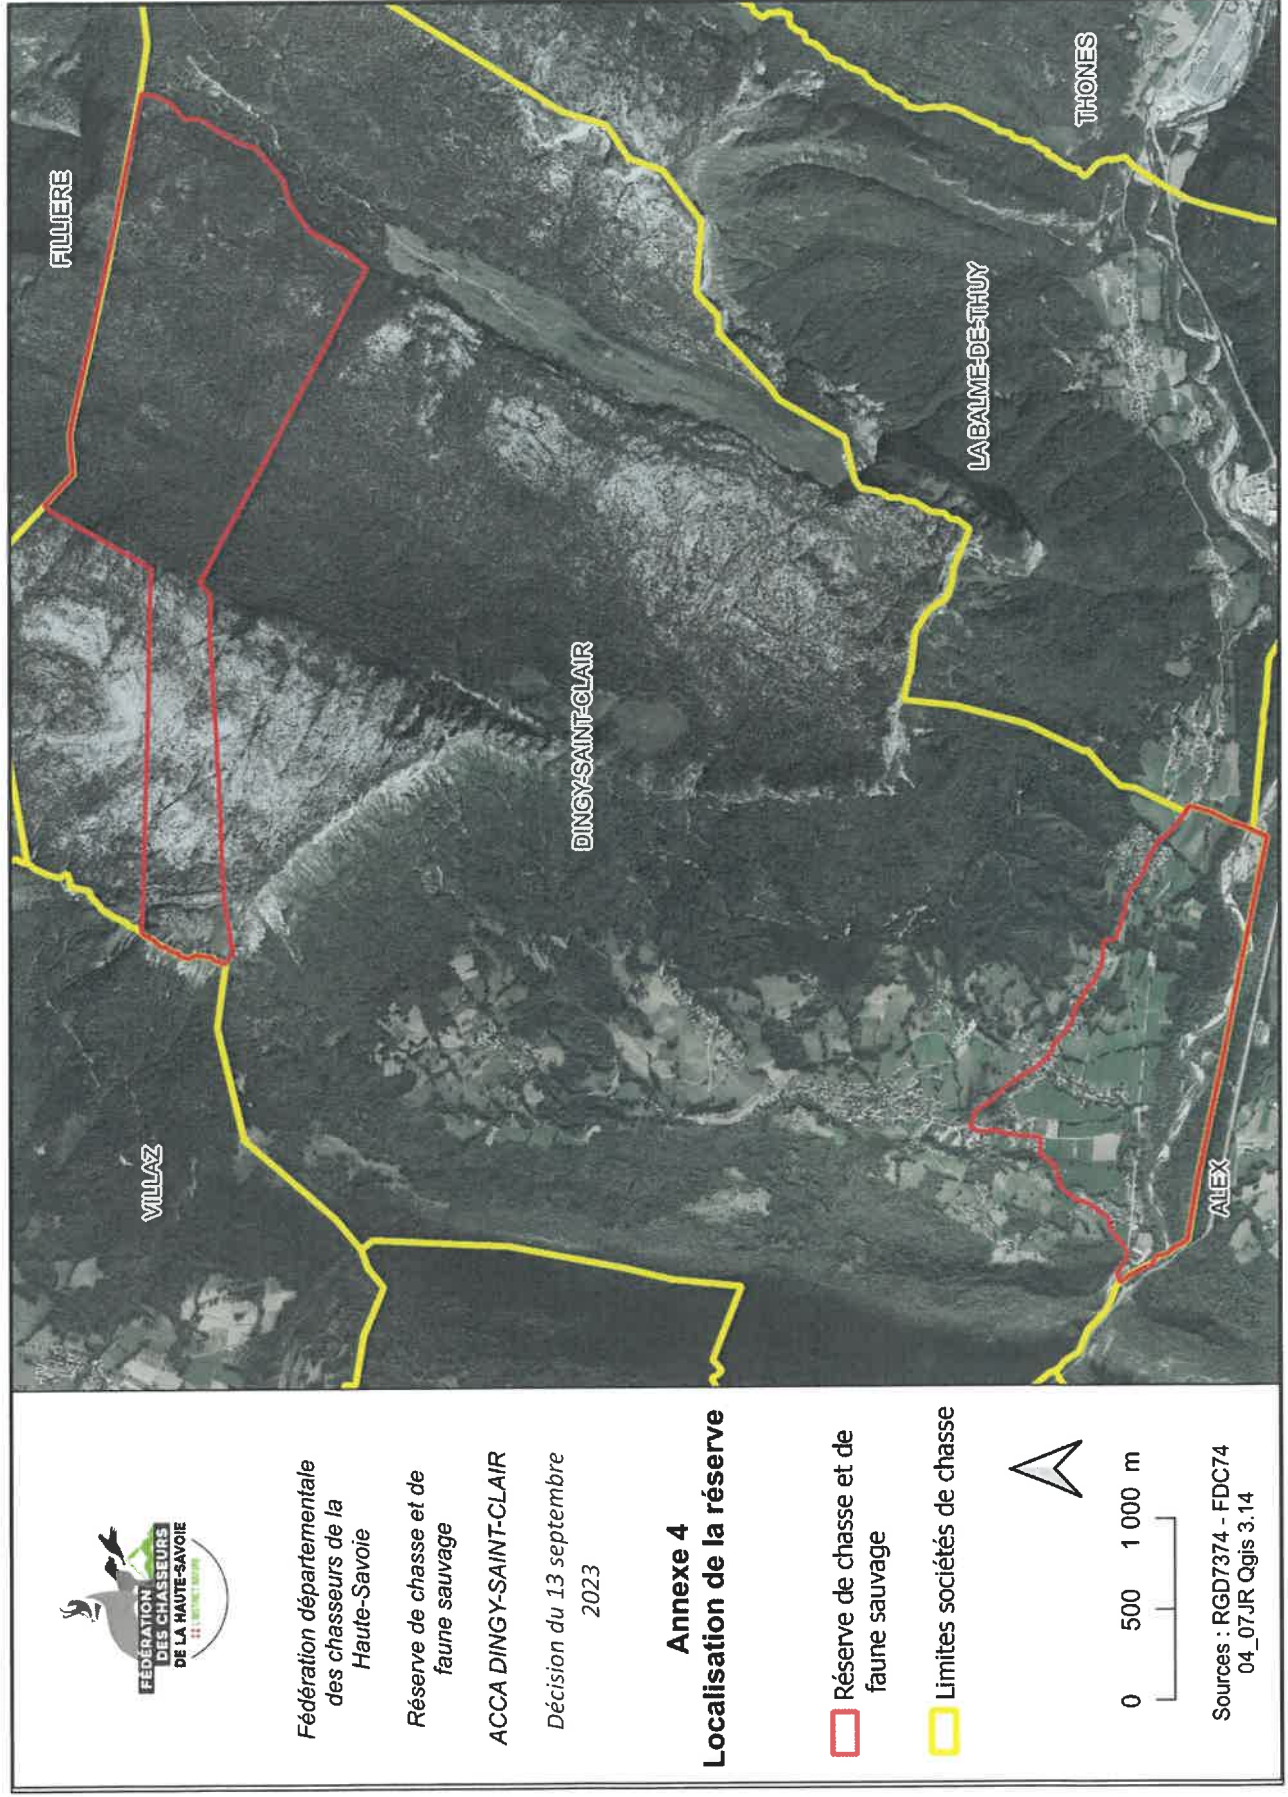 FÉDÉRATION
DES CHASSEURS
DE LA HAUTE-SAVOIE
Fédération départementale
des chasseurs de la
Haute-Savoie
Réserve de chasse et de
faune sauvage
ACCA DINGY-SAINT-CLAIR
Décision du 13 septembre
2023
Annexe 4
Localisation de la réserve
Réserve de chasse et de
faune sauvage
Limites sociétés de chasse
0 500 1 000 m
Sources : RGD7374 - FDC74
04_07JR Qgis 3.14
FILLIERE
THONES
VILLAZ
DINGY-SAINT-CLAIR
LA BALME-DE-THUY
ALEX